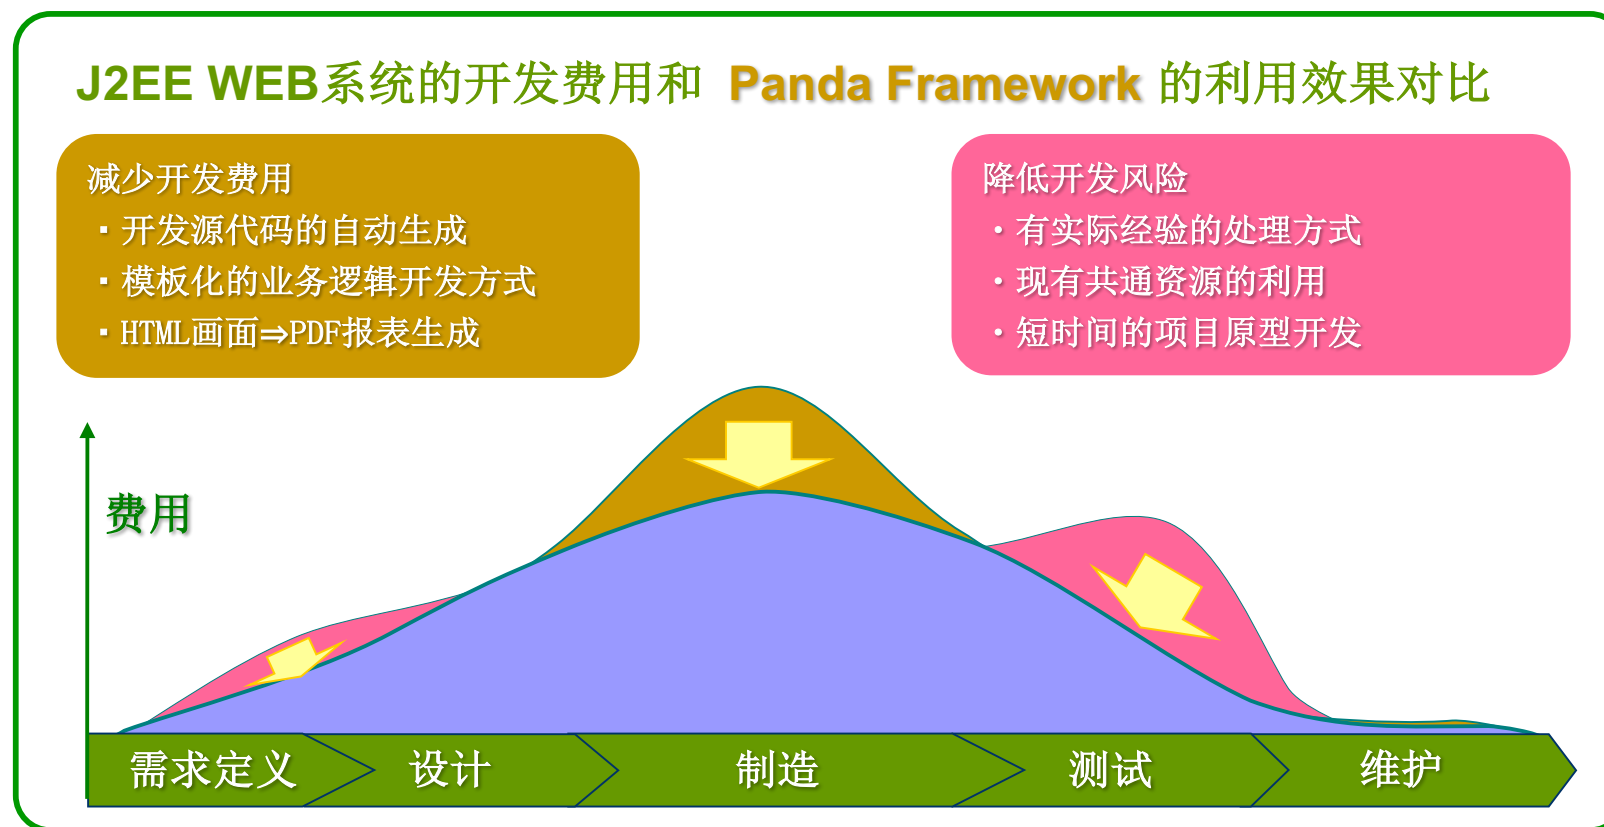 J2EE WEB系统的开发费用和 Panda Framework 的利用效果对比
减少开发费用
▪开发源代码的自动生成
▪模板化的业务逻辑开发方式
▪HTML画面⇒PDF报表生成
降低开发风险
・有实际经验的处理方式
・现有共通资源的利用
・短时间的项目原型开发
费用
需求定义
设计
制造
测试
维护